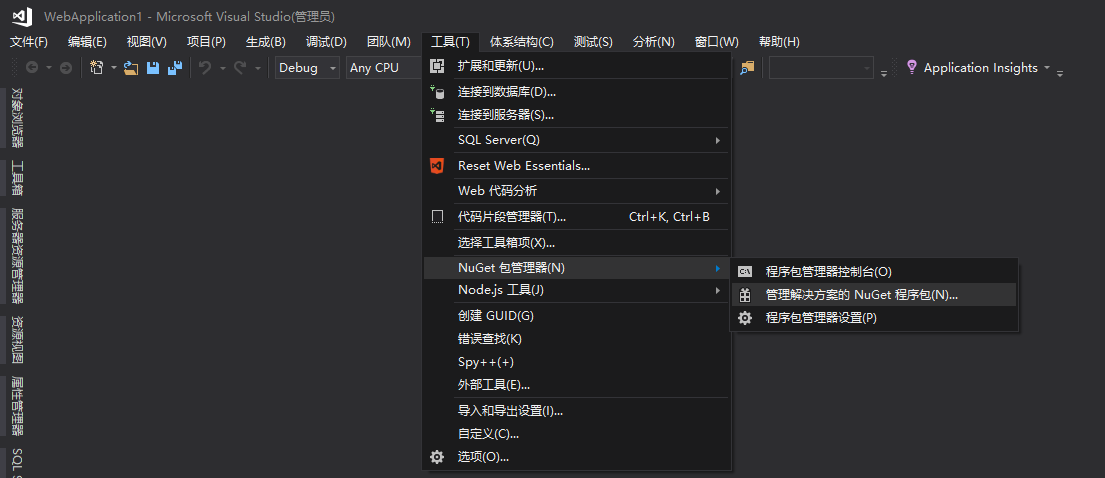 WebApplication1 - Microsoft Visual Studio(管理员)
文件(F) 编辑(E) 视图(V) 项目(P) 生成(B) 调试(D) 团队(M) 工具(T) 体系结构(C) 测试(S) 分析(N) 窗口(W) 帮助(H)
Debug Any CPU Application Insights
对象浏览器
工具箱
服务器资源管理器
资源视图
属性管理器
SQL S
扩展和更新(U)...
连接到数据库(D)...
连接到服务器(S)...
SQL Server(Q)
Reset Web Essentials...
Web 代码分析
代码片段管理器(T)... Ctrl+K, Ctrl+B
选择工具箱项(X)...
NuGet 包管理器(N)
Node.js 工具(J)
创建 GUID(G)
错误查找(K)
Spy++(+)
外部工具(E)...
导入和导出设置(I)...
自定义(C)...
选项(O)...
C:\ 程序包管理器控制台(O)
管理解决方案的 NuGet 程序包(N)...
程序包管理器设置(P)